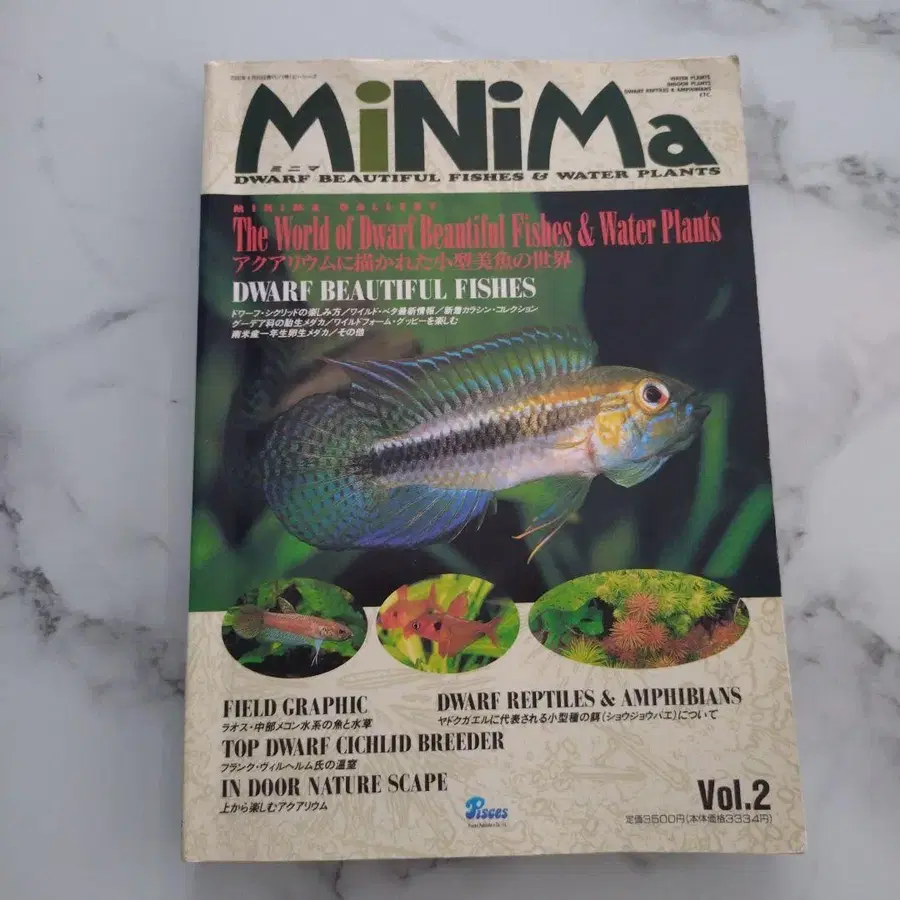 WATER PLANTS
(INDOOR PLANTS)
DWARF REPTILES & AMPHIBIANS
ETC.
MiNiMa
ミニマ
DWARF BEAUTIFUL FISHES & WATER PLANTS
MINIMA GALLERY
The World of Dwarf Beautiful Fishes & Water Plants
アクアリウムに描かれた小型美魚の世界
DWARF BEAUTIFUL FISHES
ドワーフ・シクリッドの楽しみ方／ワイルド・ベタ最新情報／新着カラシン・コレクション
グーデア科の胎生メダカ／ワイルドフォーム・グッピーを楽しむ
南米産一年生卵生メダカ／その他
FIELD GRAPHIC
ラオス・中部メコン水系の魚と水草
DWARF REPTILES & AMPHIBIANS
ヤドクガエルに代表される小型種の餌(ショウジョウバエ)について
TOP DWARF CICHLID BREEDER
フランク・ヴィルヘルム氏の温室
IN DOOR NATURE SCAPE
上から楽しむアクアリウム
Pisces
Vol.2
定価3500円(本体価格3334円)